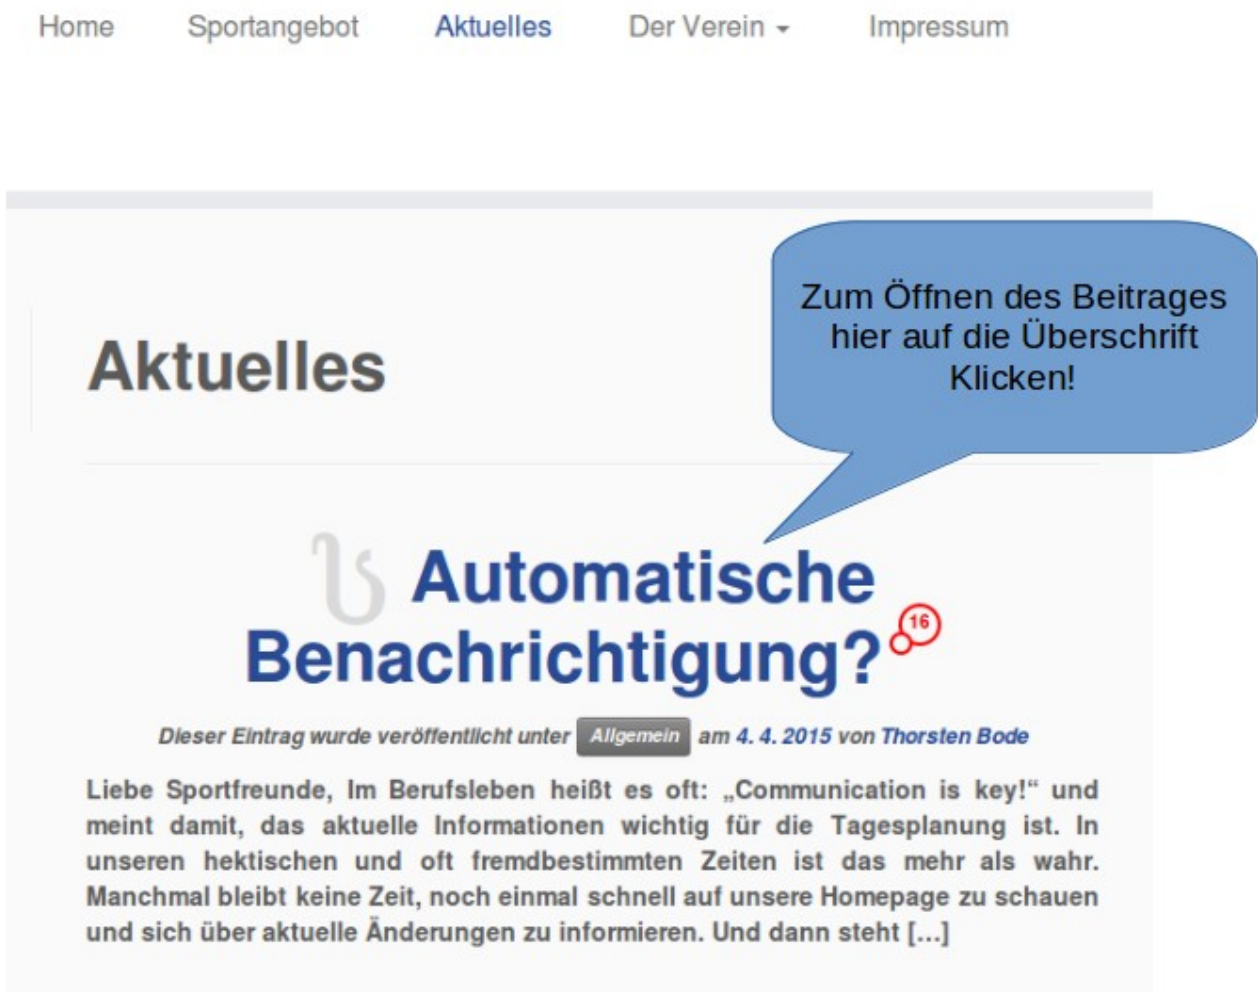 Home Sportangebot Aktuelles Der Verein Impressum
Zum Öffnen des Beitrages
hier auf die Überschrift
Klicken!
Aktuelles
Automatische
Benachrichtigung?
16
Dieser Eintrag wurde veröffentlicht unter Allgemein am 4. 4. 2015 von Thorsten Bode
Liebe Sportfreunde, Im Berufsleben heißt es oft: „Communication is key!“ und
meint damit, das aktuelle Informationen wichtig für die Tagesplanung ist. In
unseren hektischen und oft fremdbestimmten Zeiten ist das mehr als wahr.
Manchmal bleibt keine Zeit, noch einmal schnell auf unsere Homepage zu schauen
und sich über aktuelle Änderungen zu informieren. Und dann steht […]